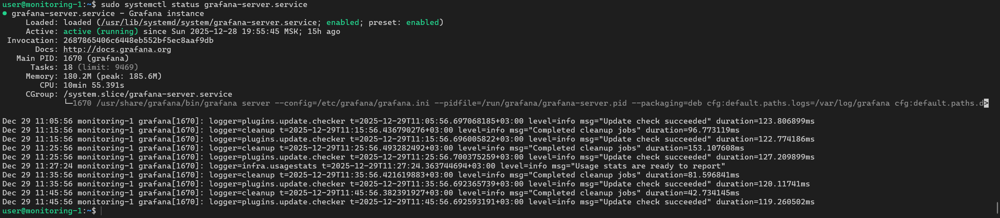 user@monitoring-1:~$ sudo systemctl status grafana-server.service
● grafana-server.service - Grafana instance
     Loaded: loaded (/usr/lib/systemd/system/grafana-server.service; enabled; preset: enabled)
     Active: active (running) since Sun 2025-12-28 19:55:45 MSK; 15h ago
 Invocation: 2687865406c6448eb552bf5ec8aaf9db
       Docs: http://docs.grafana.org
   Main PID: 1670 (grafana)
      Tasks: 18 (limit: 9469)
     Memory: 180.2M (peak: 185.6M)
        CPU: 10min 55.391s
     CGroup: /system.slice/grafana-server.service
             └─1670 /usr/share/grafana/bin/grafana server --config=/etc/grafana/grafana.ini --pidfile=/run/grafana/grafana-server.pid --packaging=deb cfg:default.paths.logs=/var/log/grafana cfg:default.paths.d>
Dec 29 11:05:56 monitoring-1 grafana[1670]: logger=plugins.update.checker t=2025-12-29T11:05:56.697068185+03:00 level=info msg="Update check succeeded" duration=123.806899ms
Dec 29 11:15:56 monitoring-1 grafana[1670]: logger=cleanup t=2025-12-29T11:15:56.436790276+03:00 level=info msg="Completed cleanup jobs" duration=96.773119ms
Dec 29 11:15:56 monitoring-1 grafana[1670]: logger=plugins.update.checker t=2025-12-29T11:15:56.696005822+03:00 level=info msg="Update check succeeded" duration=122.774186ms
Dec 29 11:25:56 monitoring-1 grafana[1670]: logger=cleanup t=2025-12-29T11:25:56.493282492+03:00 level=info msg="Completed cleanup jobs" duration=153.107608ms
Dec 29 11:25:56 monitoring-1 grafana[1670]: logger=plugins.update.checker t=2025-12-29T11:25:56.700375259+03:00 level=info msg="Update check succeeded" duration=127.209899ms
Dec 29 11:27:24 monitoring-1 grafana[1670]: logger=infra.usagestats t=2025-12-29T11:27:24.363744694+03:00 level=info msg="Usage stats are ready to report"
Dec 29 11:35:56 monitoring-1 grafana[1670]: logger=cleanup t=2025-12-29T11:35:56.421619883+03:00 level=info msg="Completed cleanup jobs" duration=81.596841ms
Dec 29 11:35:56 monitoring-1 grafana[1670]: logger=plugins.update.checker t=2025-12-29T11:35:56.692365739+03:00 level=info msg="Update check succeeded" duration=120.11741ms
Dec 29 11:45:56 monitoring-1 grafana[1670]: logger=cleanup t=2025-12-29T11:45:56.382391927+03:00 level=info msg="Completed cleanup jobs" duration=42.734145ms
Dec 29 11:45:56 monitoring-1 grafana[1670]: logger=plugins.update.checker t=2025-12-29T11:45:56.692593191+03:00 level=info msg="Update check succeeded" duration=119.260502ms
user@monitoring-1:~$